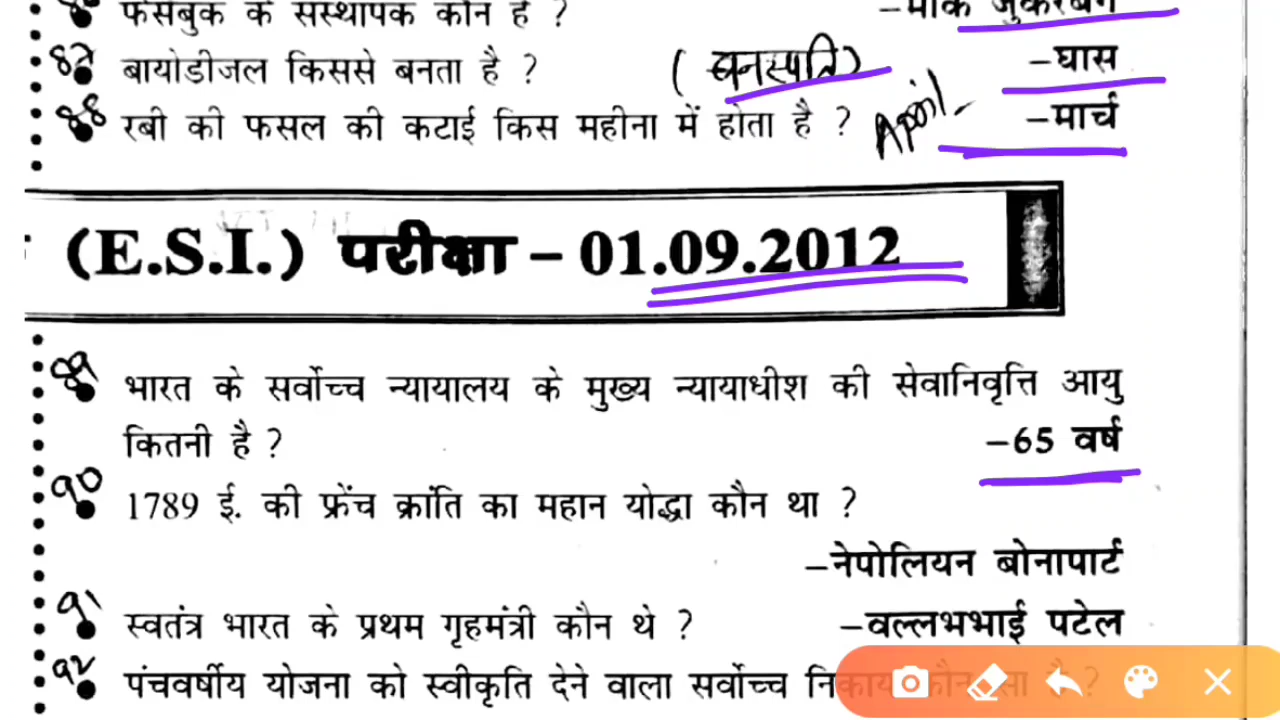 फेसबुक के संस्थापक कौन है ? –मार्क जुकरबर्ग
87 बायोडीजल किससे बनता है ? (वनस्पति) –घास
88 रबी की फसल की कटाई किस महीना में होता है ? April- –मार्च
(E.S.I.) परीक्षा – 01.09.2012
89 भारत के सर्वोच्च न्यायालय के मुख्य न्यायाधीश की सेवानिवृत्ति आयु
कितनी है ? –65 वर्ष
90 1789 ई. की फ्रेंच क्रांति का महान योद्धा कौन था ?
–नेपोलियन बोनापार्ट
91 स्वतंत्र भारत के प्रथम गृहमंत्री कौन थे ? –वल्लभभाई पटेल
92 पंचवर्षीय योजना को स्वीकृति देने वाला सर्वोच्च निकाय कौन सा है ?